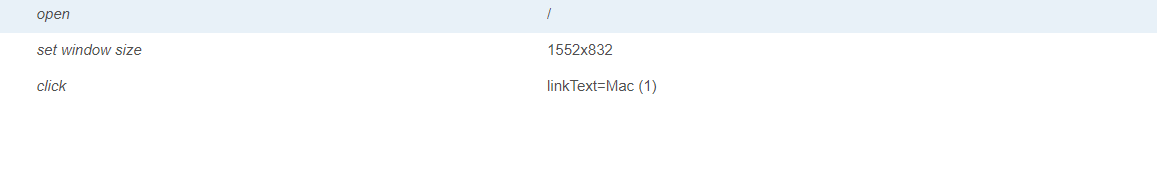 open /
set window size 1552x832
click linkText=Mac (1)